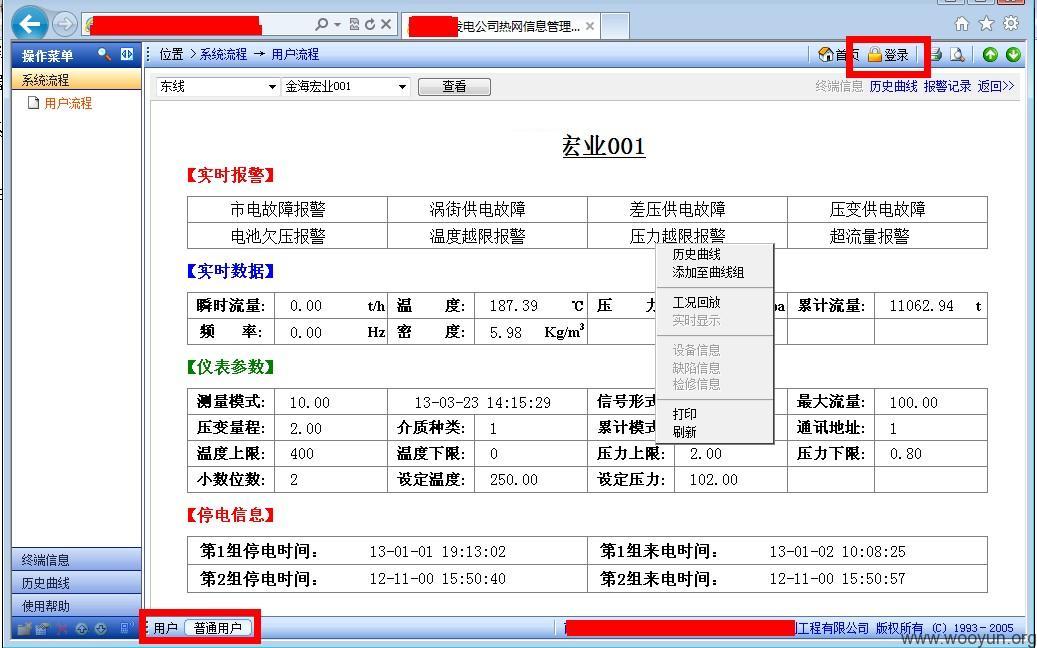 发电公司热网信息管理...
操作菜单
位置 > 系统流程 → 用户流程
首页 登录
系统流程
用户流程
东线 金海宏业001 查看
终端信息 历史曲线 报警记录 返回>>
宏业001
【实时报警】
市电故障报警 涡街供电故障 差压供电故障 压变供电故障
电池欠压报警 温度越限报警 压力越限报警 超流量报警
【实时数据】
瞬时流量: 0.00 t/h 温 度: 187.39 ℃ 压 力 pa 累计流量: 11062.94 t
频 率: 0.00 Hz 密 度: 5.98 Kg/m³
【仪表参数】
测量模式: 10.00 13-03-23 14:15:29 信号形式 最大流量: 100.00
压变量程: 2.00 介质种类: 1 累计模式 通讯地址: 1
温度上限: 400 温度下限: 0 压力上限: 2.00 压力下限: 0.80
小数位数: 2 设定温度: 250.00 设定压力: 102.00
历史曲线
添加至曲线组
工况回放
实时显示
设备信息
缺陷信息
检修信息
打印
刷新
【停电信息】
第1组停电时间: 13-01-01 19:13:02 第1组来电时间: 13-01-02 10:08:25
第2组停电时间: 12-11-00 15:50:40 第2组来电时间: 12-11-00 15:50:57
终端信息
历史曲线
使用帮助
用户 普通用户
工程有限公司 版权所有 (C) 1993-2005
www.wooyun.org